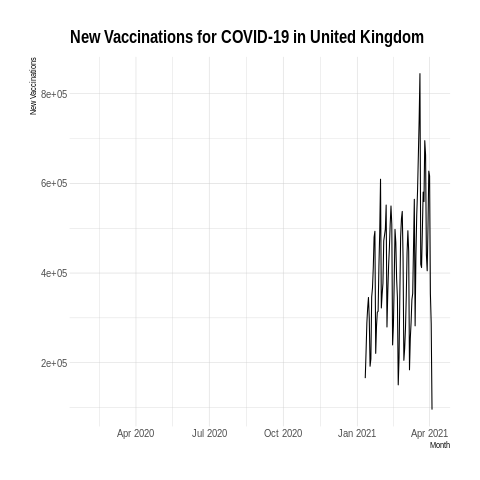 New Vaccinations for COVID-19 in United Kingdom
New Vaccinations
8e+05
6e+05
4e+05
2e+05
Apr 2020 Jul 2020 Oct 2020 Jan 2021 Apr 2021
Month